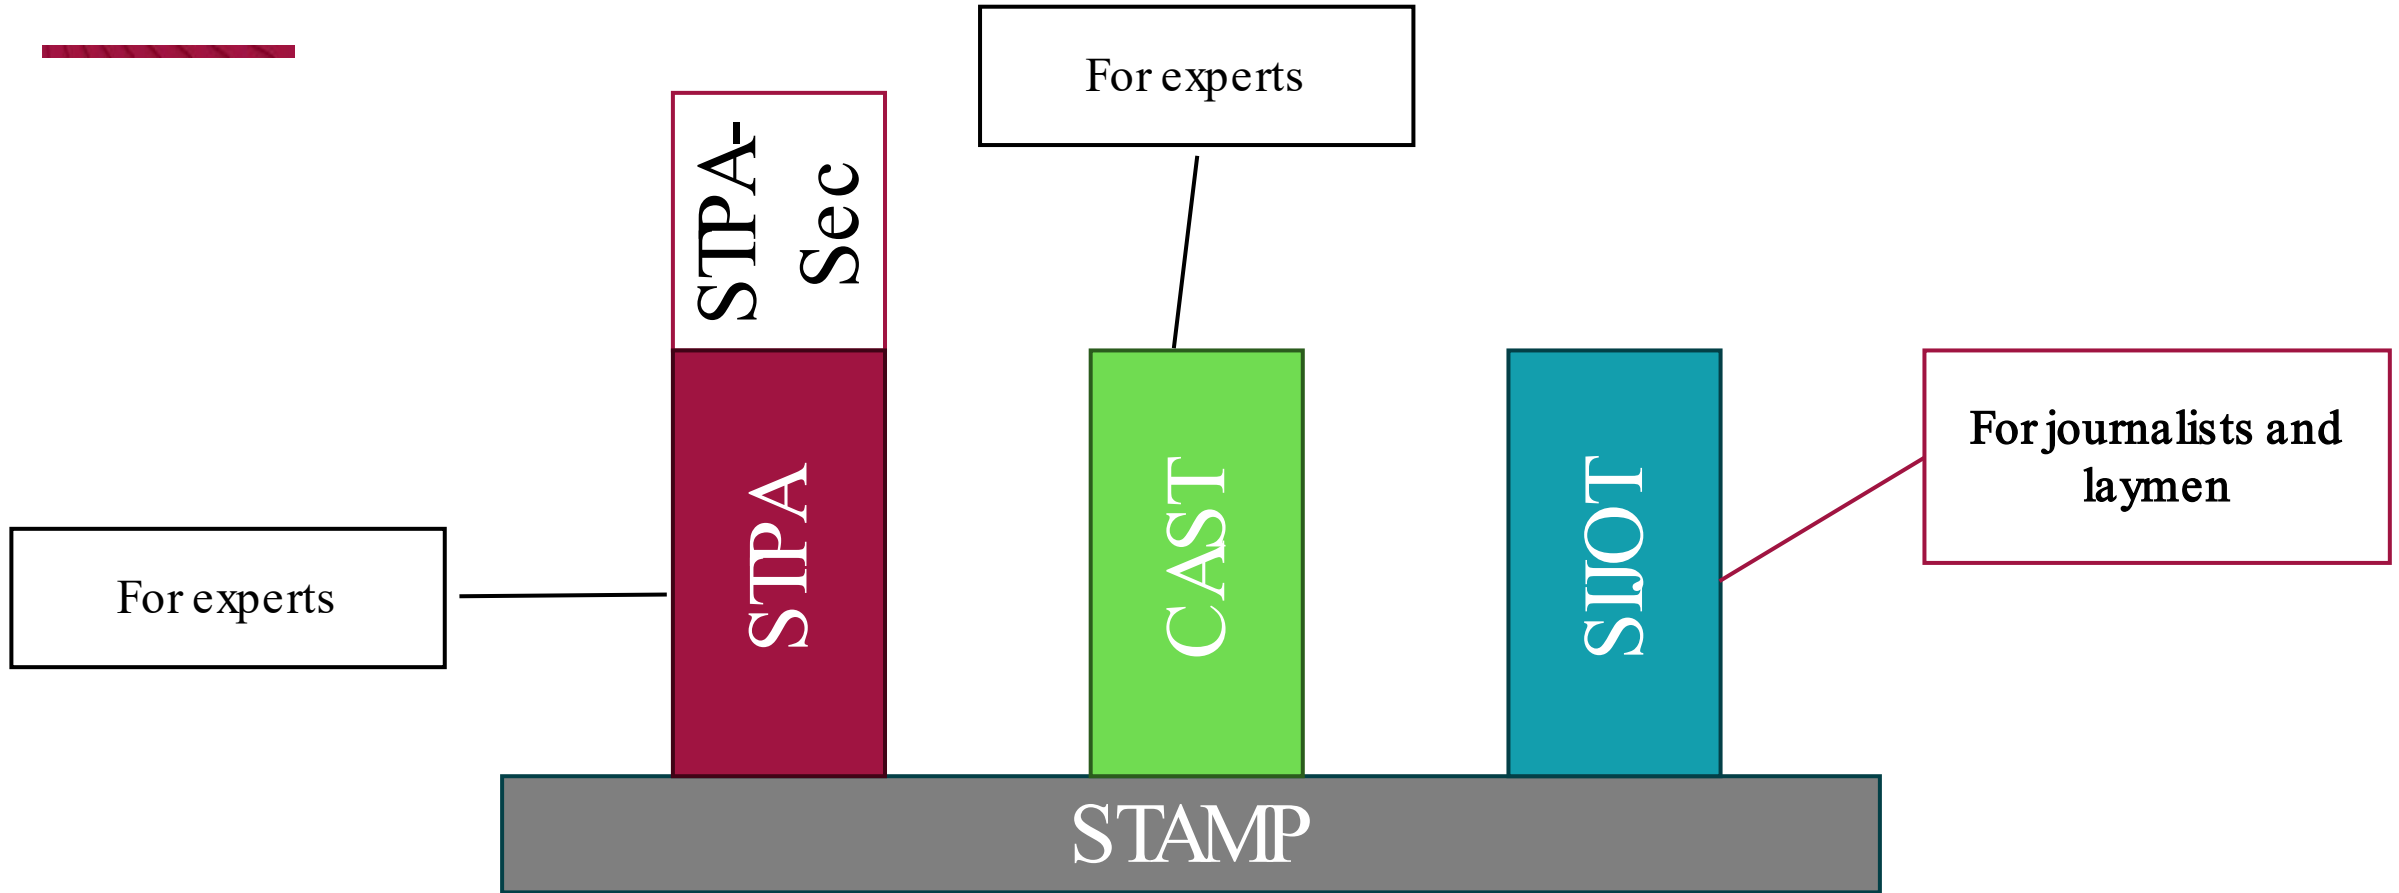 For experts
STPA-
Sec
For experts
STPA
CAST
SIJOT
For journalists and
laymen
STAMP